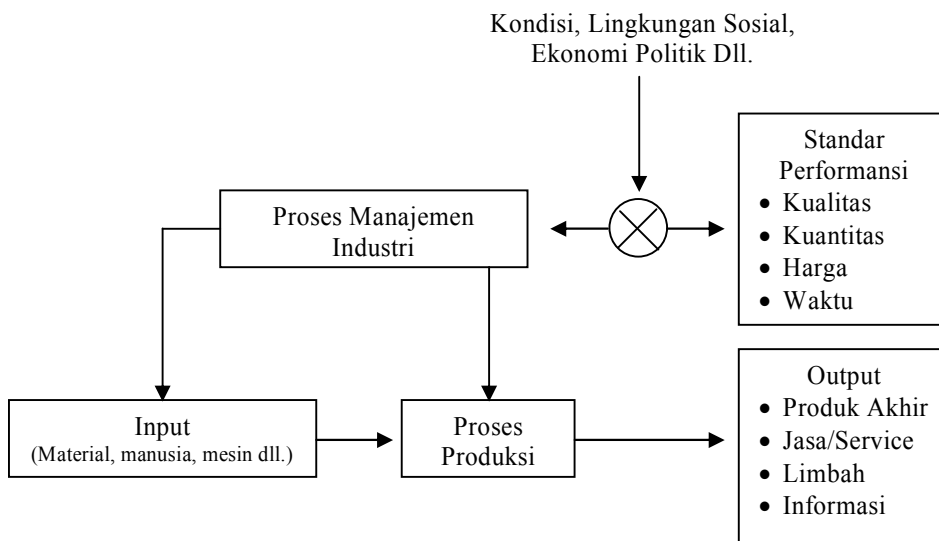 Kondisi, Lingkungan Sosial,
Ekonomi Politik Dll.
Standar
Performansi
• Kualitas
• Kuantitas
• Harga
• Waktu
Proses Manajemen
Industri
Input
(Material, manusia, mesin dll.)
Proses
Produksi
Output
• Produk Akhir
• Jasa/Service
• Limbah
• Informasi